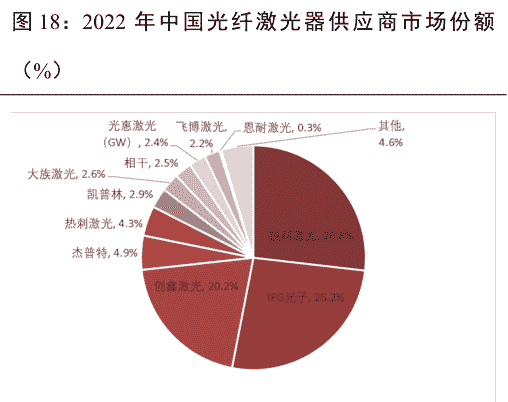 图 18：2022 年中国光纤激光器供应商市场份额
（%）
光惠激光
（GW）, 2.4%
飞博激光,
2.2%
恩耐激光, 0.3%
其他,
4.6%
相干, 2.5%
大族激光, 2.6%
凯普林, 2.9%
热刺激光, 4.3%
杰普特, 4.9%
创鑫激光, 20.2%
锐科激光,
IPG光子, 26.2%